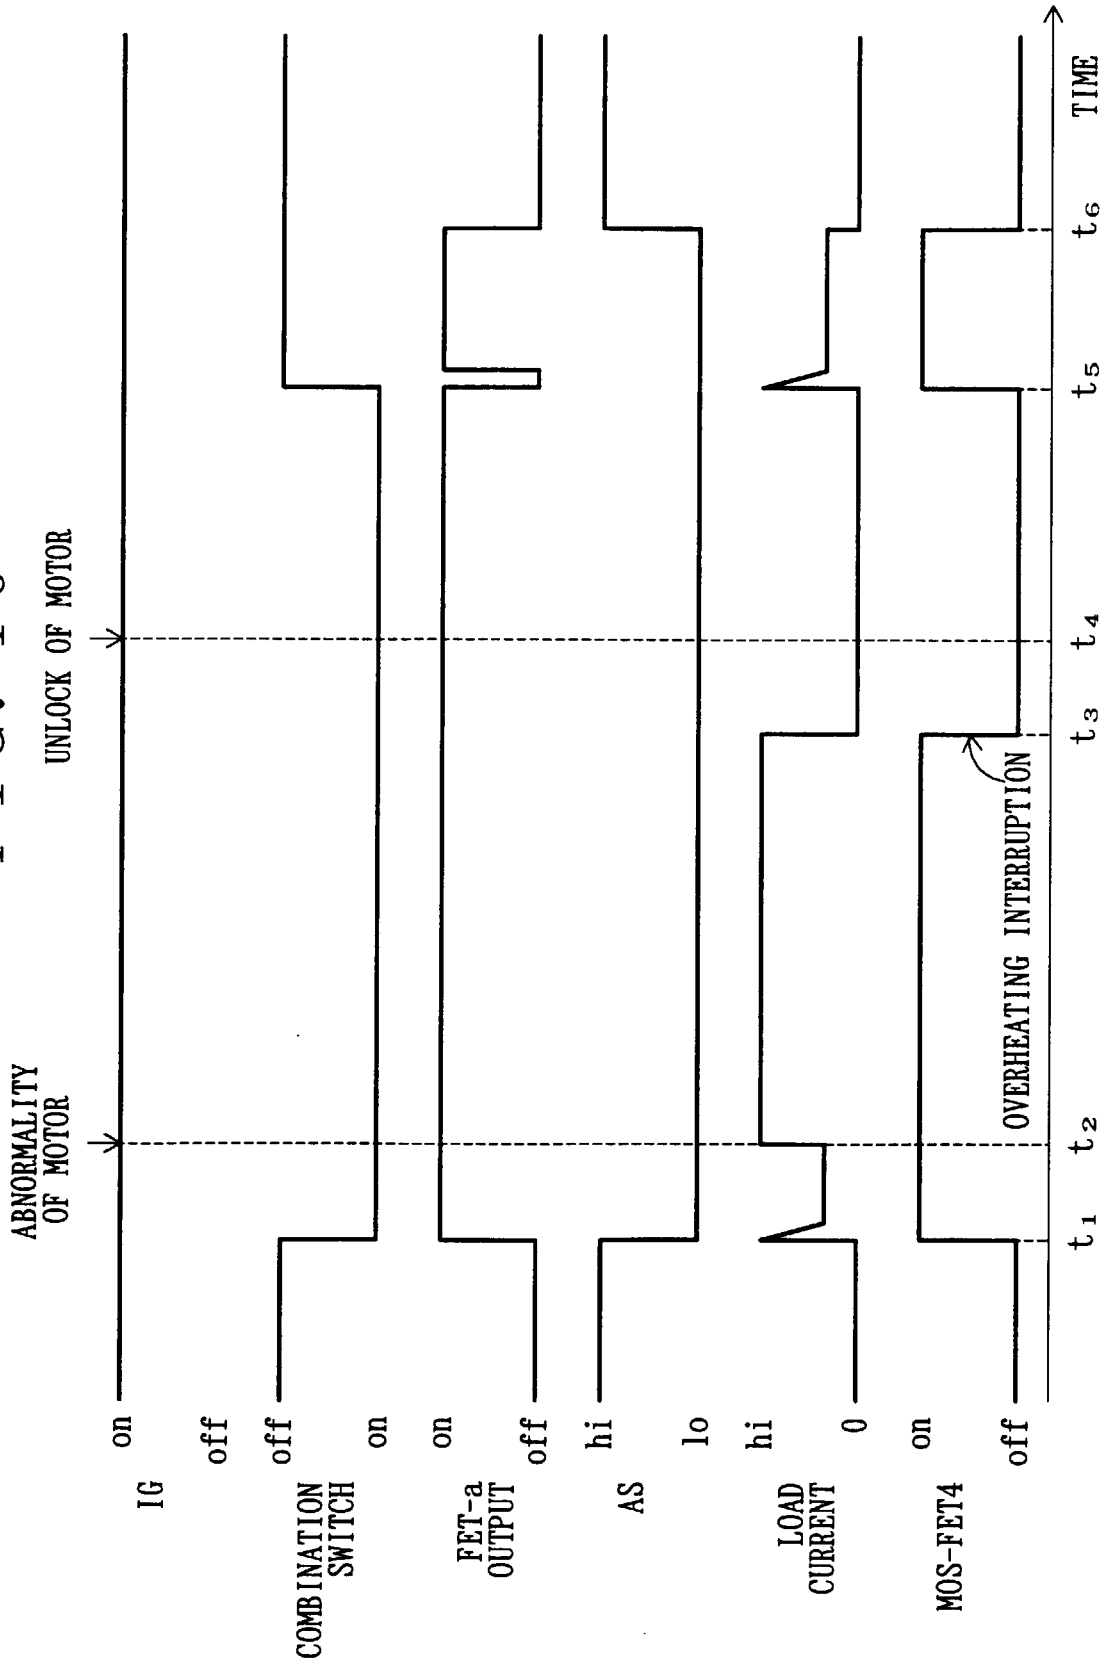 ABNORMALITY
OF MOTOR
UNLOCK OF MOTOR
IG
on
off
COMBINATION
SWITCH
off
on
FET-a
OUTPUT
on
off
AS
hi
lo
LOAD
CURRENT
hi
0
MOS-FET4
on
off
OVERHEATING INTERRUPTION
t1
t2
t3
t4
t5
t6
TIME